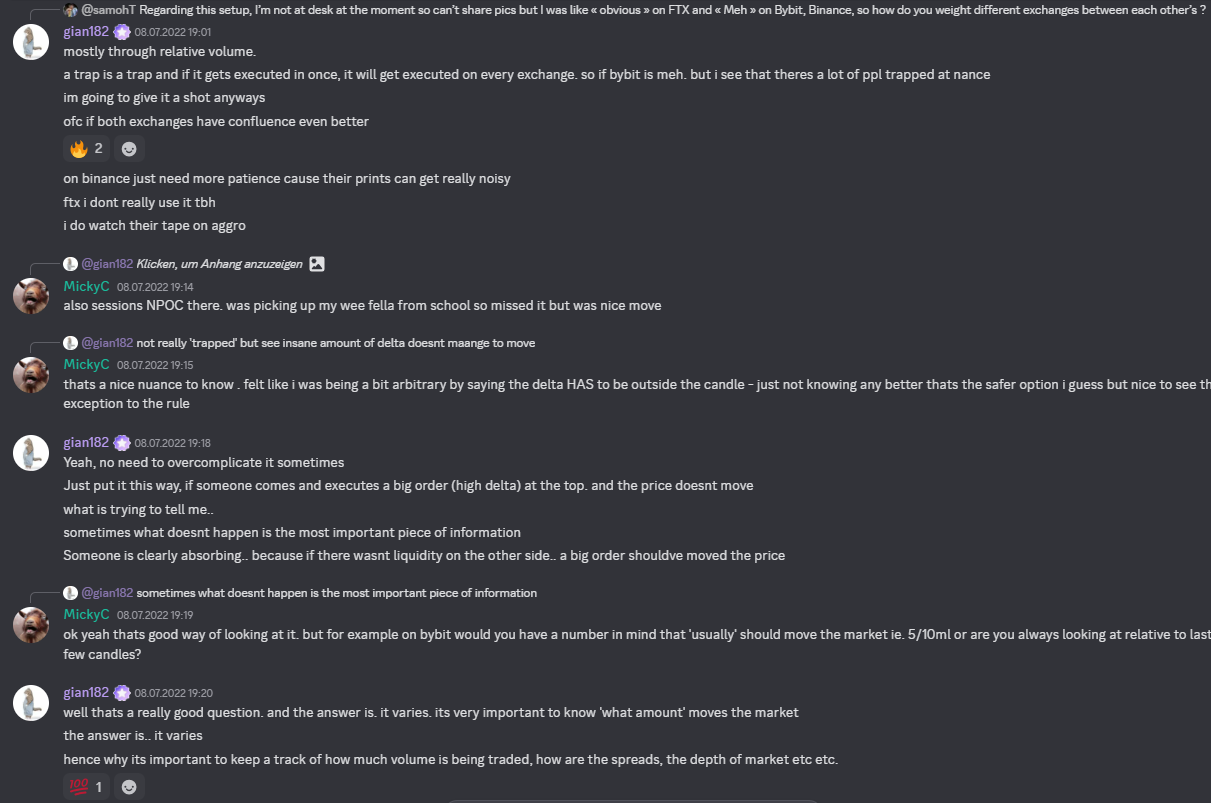 @samohT Regarding this setup, I'm not at desk at the moment so can't share pics but I was like « obvious » on FTX and « Meh » on Bybit, Binance, so how do you weight different exchanges between each other's ?
gian182 08.07.2022 19:01
mostly through relative volume.
a trap is a trap and if it gets executed in once, it will get executed on every exchange. so if bybit is meh. but i see that theres a lot of ppl trapped at nance
im going to give it a shot anyways
ofc if both exchanges have confluence even better
🔥 2
on binance just need more patience cause their prints can get really noisy
ftx i dont really use it tbh
i do watch their tape on aggro
@gian182 Klicken, um Anhang anzuzeigen
MickyC 08.07.2022 19:14
also sessions NPOC there. was picking up my wee fella from school so missed it but was nice move
@gian182 not really 'trapped' but see insane amount of delta doesnt maange to move
MickyC 08.07.2022 19:15
thats a nice nuance to know . felt like i was being a bit arbitrary by saying the delta HAS to be outside the candle - just not knowing any better thats the safer option i guess but nice to see th
exception to the rule
gian182 08.07.2022 19:18
Yeah, no need to overcomplicate it sometimes
Just put it this way, if someone comes and executes a big order (high delta) at the top. and the price doesnt move
what is trying to tell me..
sometimes what doesnt happen is the most important piece of information
Someone is clearly absorbing.. because if there wasnt liquidity on the other side.. a big order shouldve moved the price
@gian182 sometimes what doesnt happen is the most important piece of information
MickyC 08.07.2022 19:19
ok yeah thats good way of looking at it. but for example on bybit would you have a number in mind that 'usually' should move the market ie. 5/10ml or are you always looking at relative to last
few candles?
gian182 08.07.2022 19:20
well thats a really good question. and the answer is. it varies. its very important to know 'what amount' moves the market
the answer is.. it varies
hence why its important to keep a track of how much volume is being traded, how are the spreads, the depth of market etc etc.
💯 1